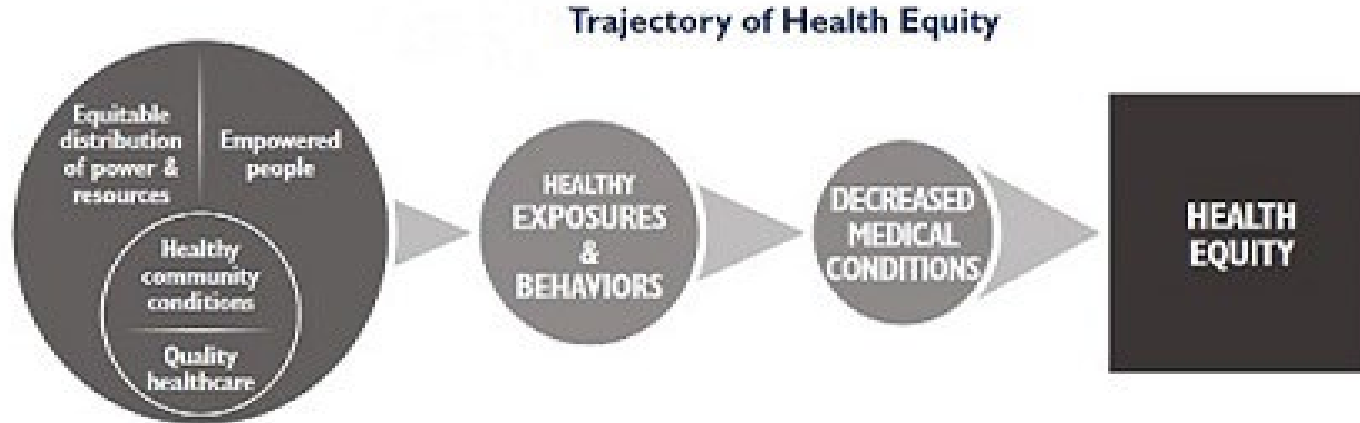 Trajectory of Health Equity
Equitable
distribution
of power &
resources
Empowered
people
Healthy
community
conditions
Quality
healthcare
HEALTHY
EXPOSURES
&
BEHAVIORS
DECREASED
MEDICAL
CONDITIONS
HEALTH
EQUITY